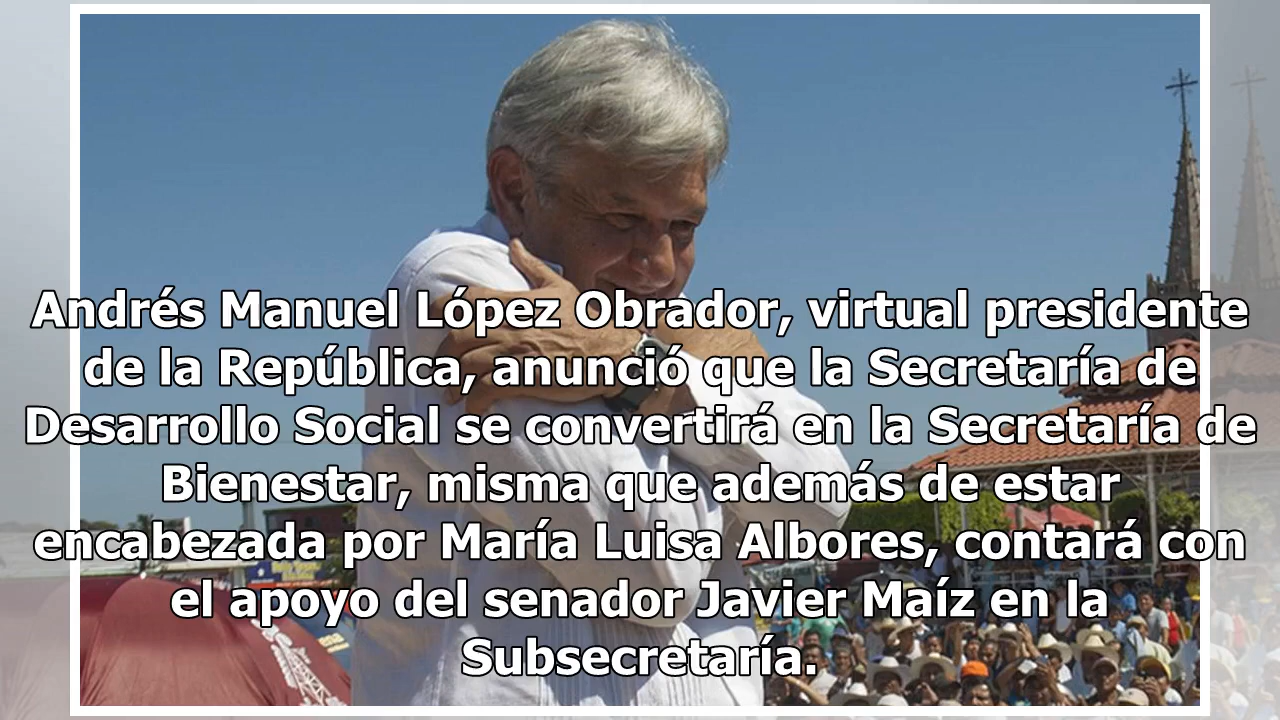 Andrés Manuel López Obrador, virtual presidente
de la República, anunció que la Secretaría de
Desarrollo Social se convertirá en la Secretaría de
Bienestar, misma que además de estar
encabezada por María Luisa Albores, contará con
el apoyo del senador Javier Maíz en la
Subsecretaría.